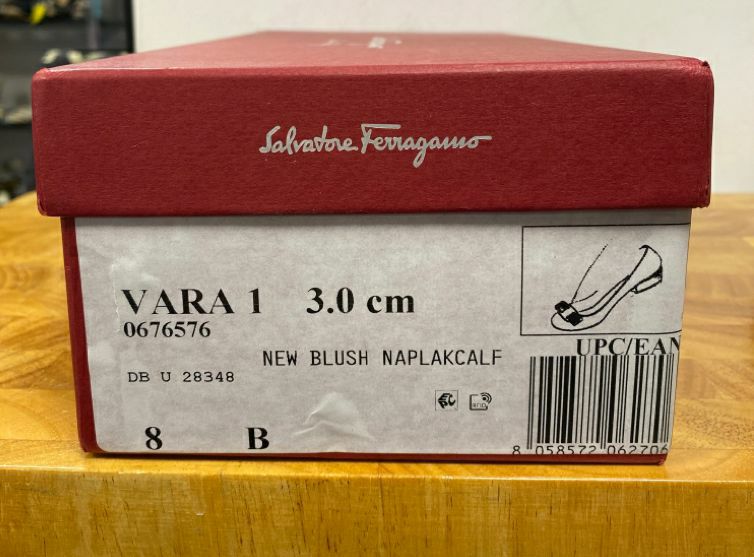 Salvatore Ferragamo
VARA 1 3.0 cm
0676576
NEW BLUSH NAPLAKCALF
UPC/EAN
DB U 28348
8 B
8 058572 062706